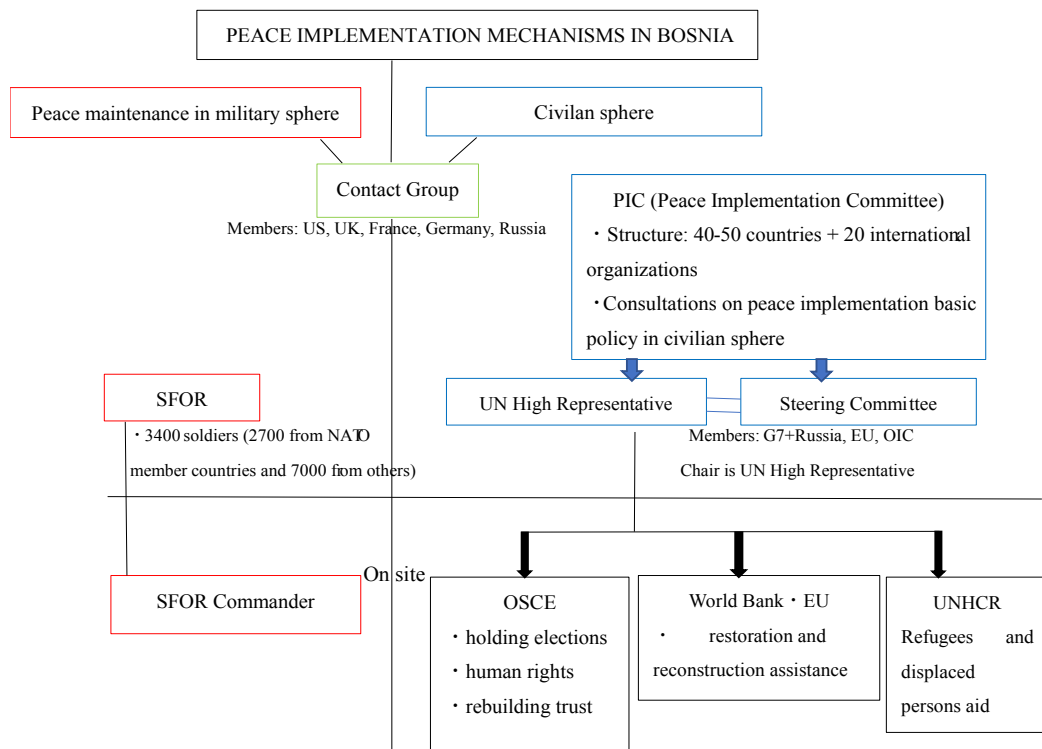 PEACE IMPLEMENTATION MECHANISMS IN BOSNIA
Peace maintenance in military sphere
Civilan sphere
Contact Group
Members: US, UK, France, Germany, Russia
PIC (Peace Implementation Committee)
・Structure: 40-50 countries + 20 international
organizations
・Consultations on peace implementation basic
policy in civilian sphere
SFOR
・3400 soldiers (2700 from NATO
member countries and 7000 from others)
UN High Representative
Steering Committee
Members: G7+Russia, EU, OIC
Chair is UN High Representative
On site
SFOR Commander
OSCE
・holding elections
・human rights
・rebuilding trust
World Bank・EU
・ restoration and
reconstruction assistance
UNHCR
Refugees and
displaced
persons aid